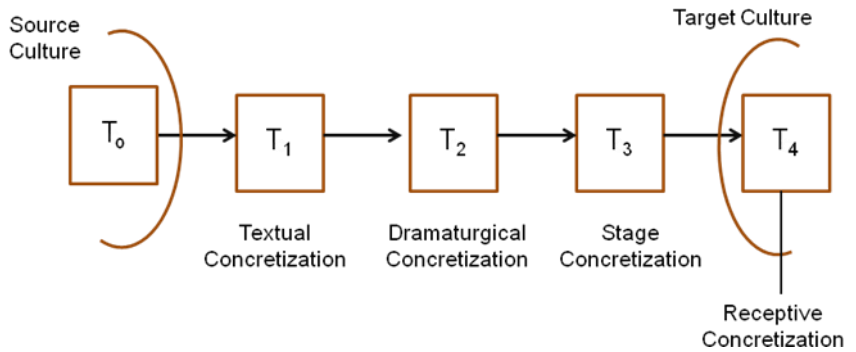 Source
Culture
Target Culture
T₀
T₁
T₂
T₃
T₄
Textual
Concretization
Dramaturgical
Concretization
Stage
Concretization
Receptive
Concretization